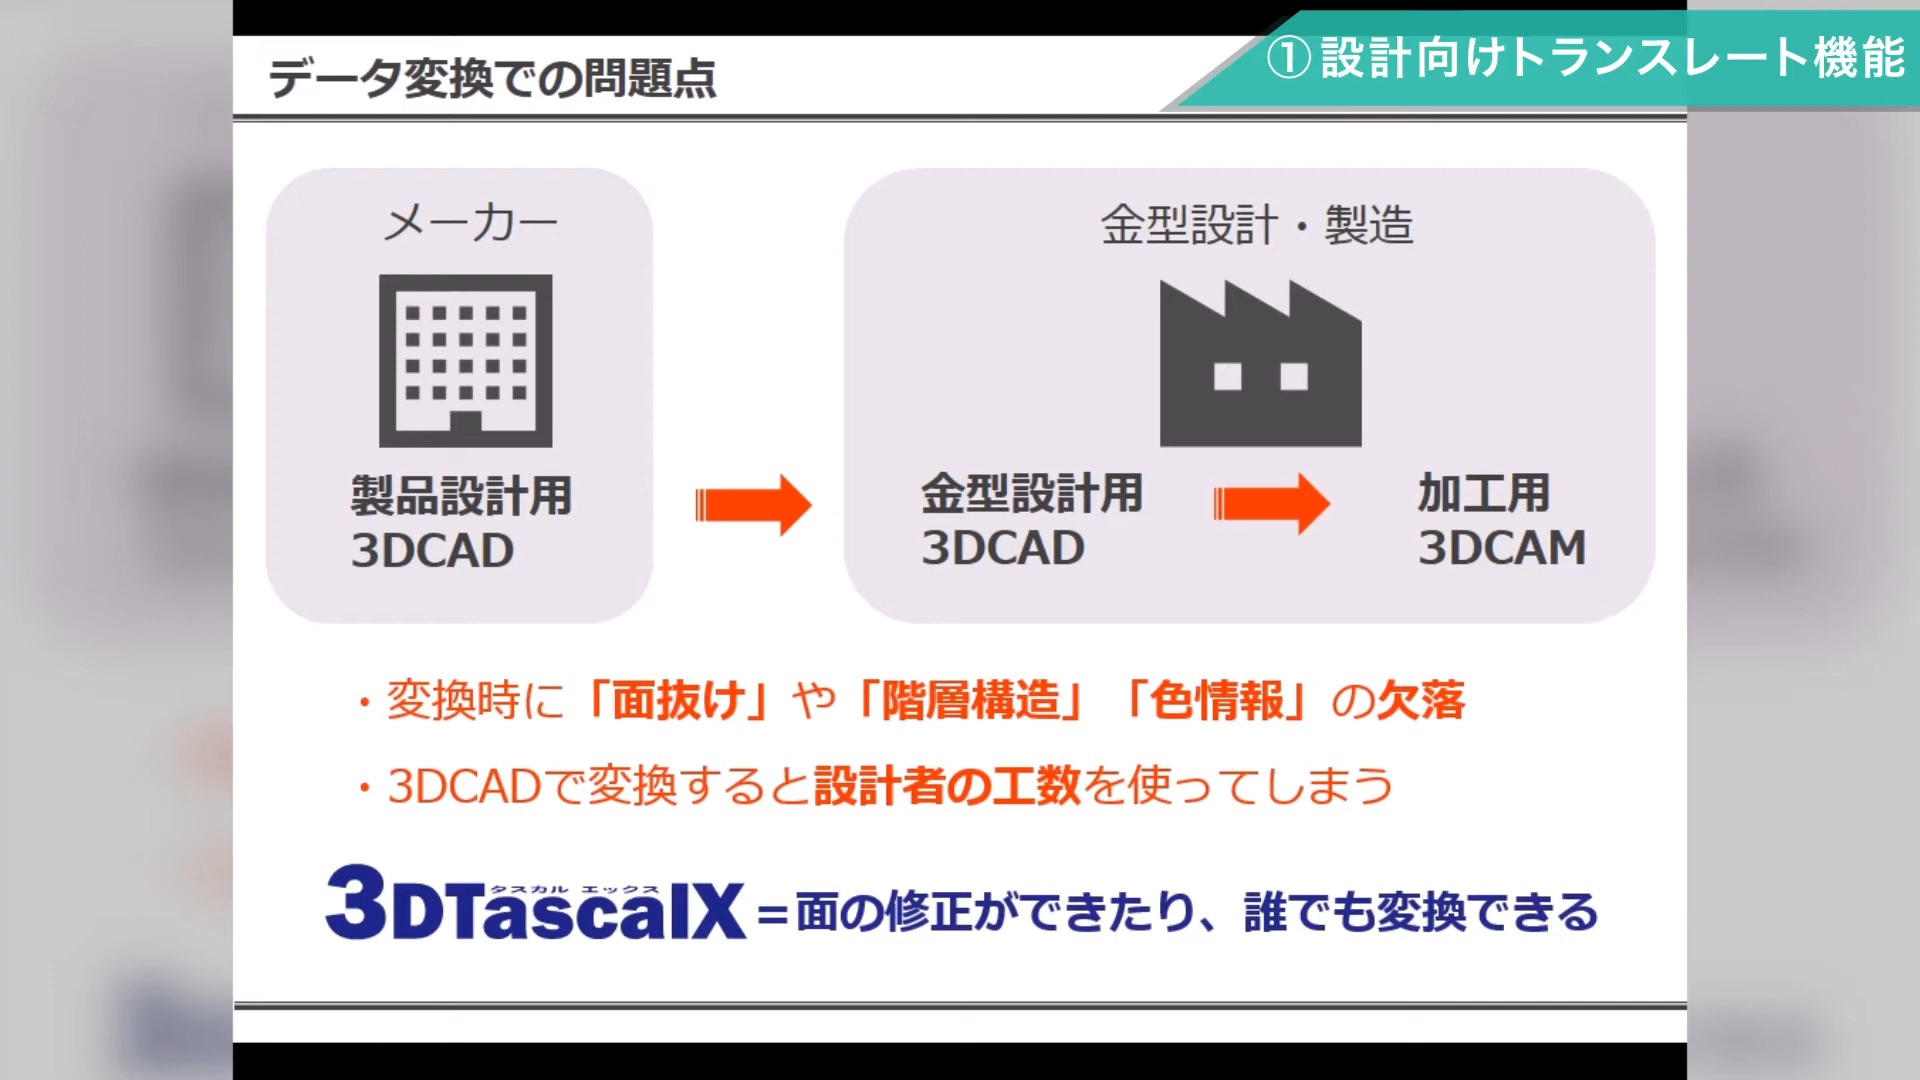 ①設計向けトランスレート機能
データ変換での問題点
メーカー
製品設計用
3DCAD
金型設計・製造
金型設計用
3DCAD
加工用
3DCAM
・変換時に「面抜け」や「階層構造」「色情報」の欠落
・3DCADで変換すると設計者の工数を使ってしまう
タスカル エックス
3DTascalX＝面の修正ができたり、誰でも変換できる